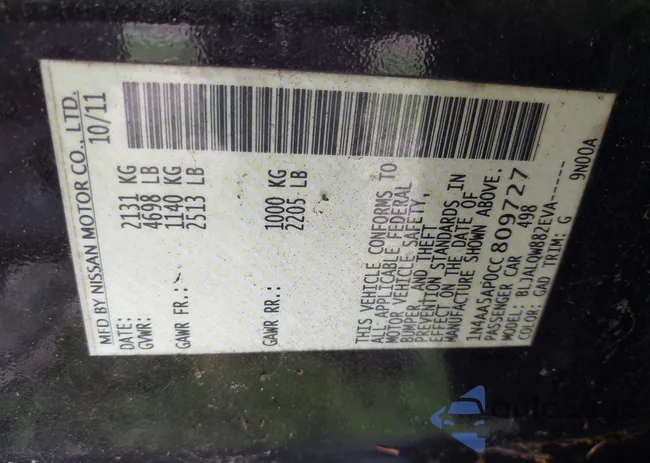 MFD BY NISSAN MOTOR CO., LTD.
DATE: 10/11
GVWR: 2131 KG
4698 LB
GAWR FR.: 1140 KG
2513 LB
GAWR RR.: 1000 KG
2205 LB
THIS VEHICLE CONFORMS TO
ALL APPLICABLE FEDERAL
MOTOR VEHICLE SAFETY,
BUMPER, AND THEFT
PREVENTION STANDARDS IN
EFFECT ON THE DATE OF
MANUFACTURE SHOWN ABOVE.
1N4AA5AP0CC 809727
PASSENGER CAR 498
MODEL: BLJALQW882EVA-----
COLOR: GAD TRIM: G 9N00A